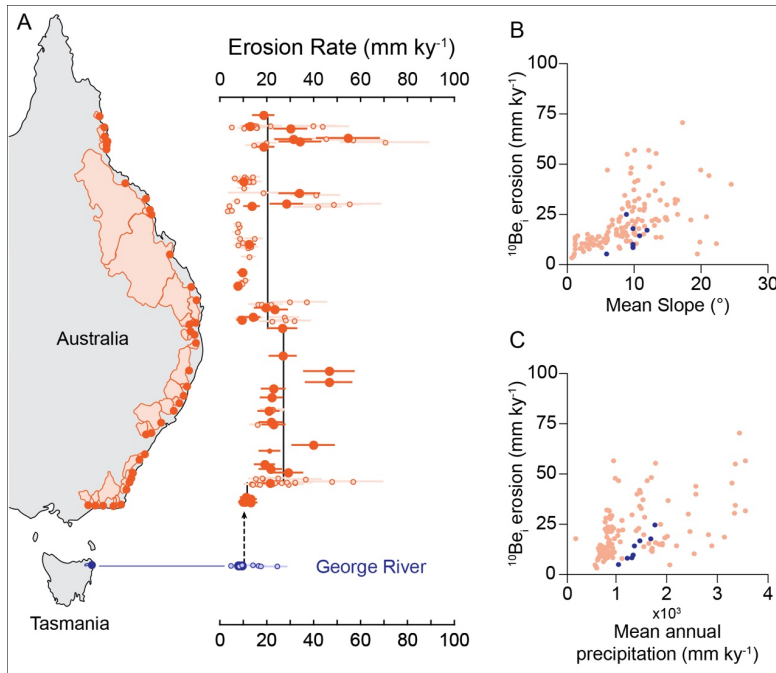 A
Erosion Rate (mm ky⁻¹)
0 20 40 60 80 100
Australia
George River
Tasmania
0 20 40 60 80 100
B
100
75
50
25
0
¹⁰Beᵢ erosion (mm ky⁻¹)
0 10 20 30
Mean Slope (°)
C
100
75
50
25
0
¹⁰Beᵢ erosion (mm ky⁻¹)
0 1 2 3 4
x10³
Mean annual
precipitation (mm ky⁻¹)